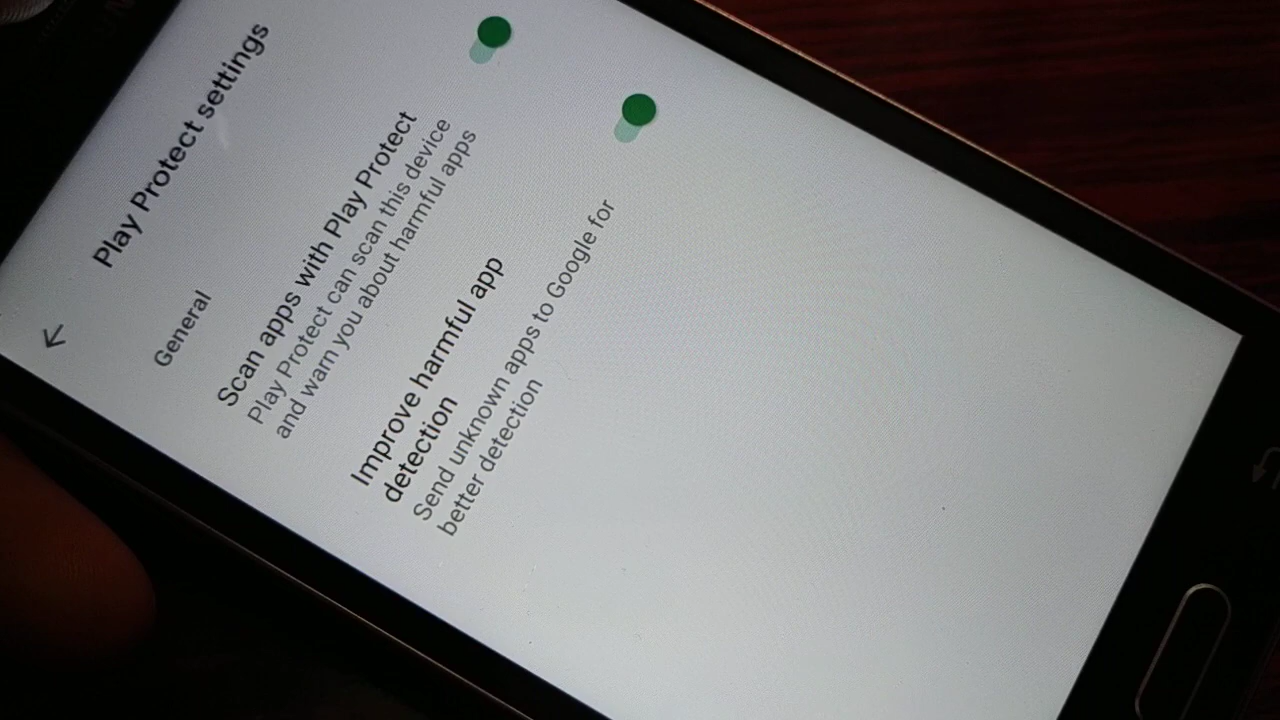 Play Protect settings
General
Scan apps with Play Protect
Play Protect can scan this device
and warn you about harmful apps
Improve harmful app
detection
Send unknown apps to Google for
better detection